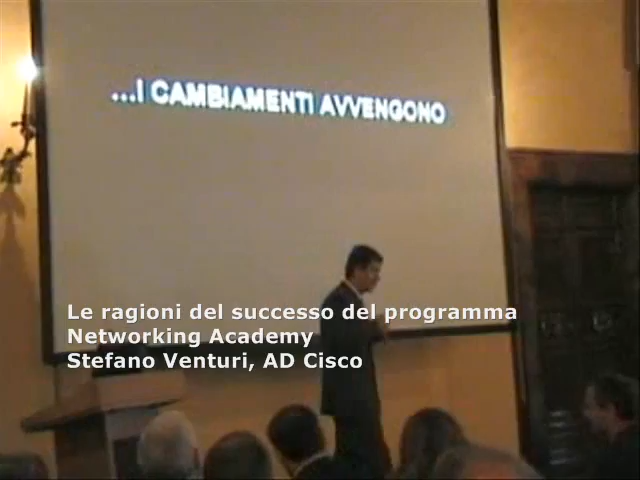 ...I CAMBIAMENTI AVVENGONO
Le ragioni del successo del programma
Networking Academy
Stefano Venturi, AD Cisco